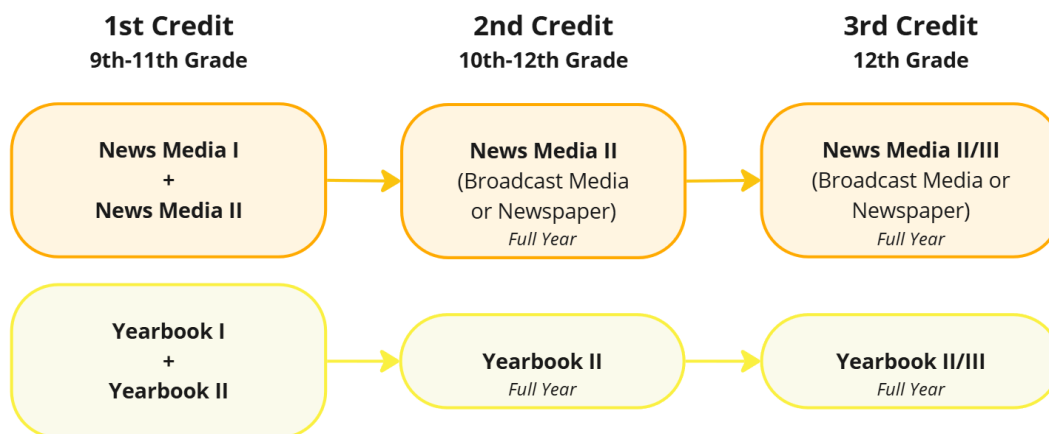 1st Credit
9th-11th Grade
2nd Credit
10th-12th Grade
3rd Credit
12th Grade
News Media I
+
News Media II
News Media II
(Broadcast Media
or Newspaper)
Full Year
News Media II/III
(Broadcast Media or
Newspaper)
Full Year
Yearbook I
+
Yearbook II
Yearbook II
Full Year
Yearbook II/III
Full Year